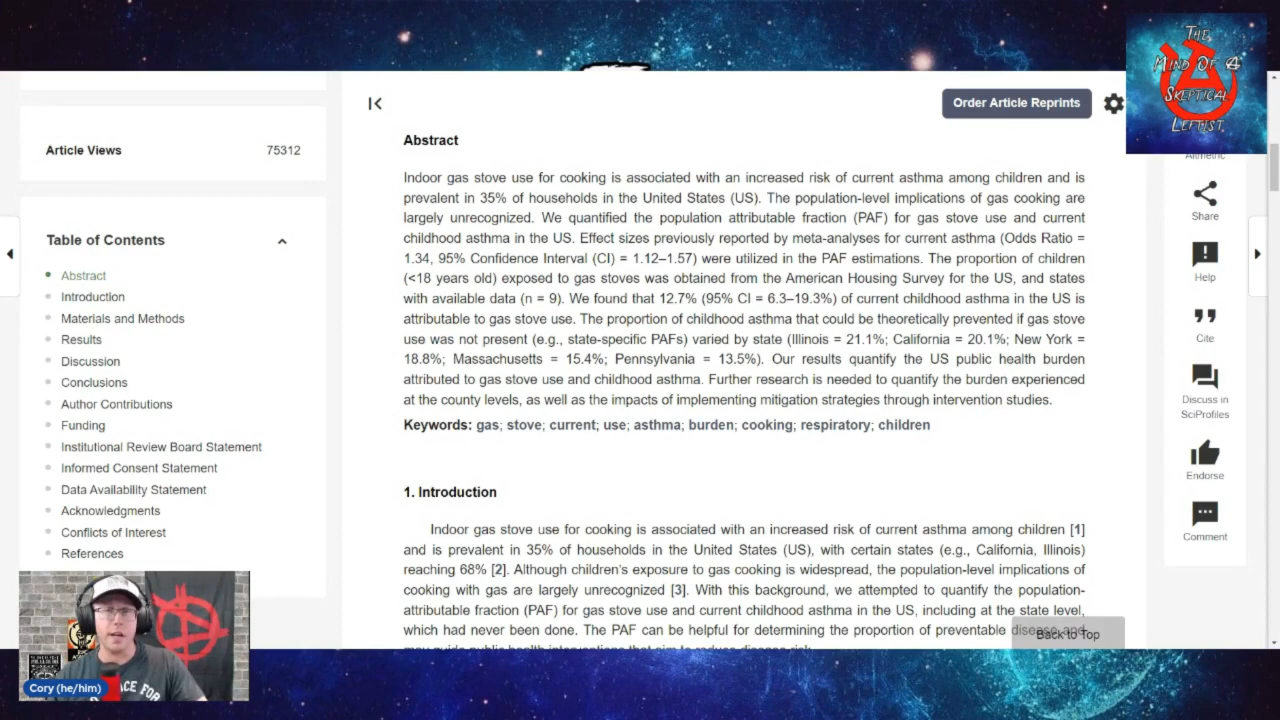 THE
MIND OF A
SKEPTICAL
LEFTIST
Order Article Reprints
Article Views 75312
Table of Contents
Abstract
Introduction
Materials and Methods
Results
Discussion
Conclusions
Author Contributions
Funding
Institutional Review Board Statement
Informed Consent Statement
Data Availability Statement
Acknowledgments
Conflicts of Interest
References
Abstract
Indoor gas stove use for cooking is associated with an increased risk of current asthma among children and is
prevalent in 35% of households in the United States (US). The population-level implications of gas cooking are
largely unrecognized. We quantified the population attributable fraction (PAF) for gas stove use and current
childhood asthma in the US. Effect sizes previously reported by meta-analyses for current asthma (Odds Ratio =
1.34, 95% Confidence Interval (CI) = 1.12–1.57) were utilized in the PAF estimations. The proportion of children
(<18 years old) exposed to gas stoves was obtained from the American Housing Survey for the US, and states
with available data (n = 9). We found that 12.7% (95% CI = 6.3–19.3%) of current childhood asthma in the US is
attributable to gas stove use. The proportion of childhood asthma that could be theoretically prevented if gas stove
use was not present (e.g., state-specific PAFs) varied by state (Illinois = 21.1%; California = 20.1%; New York =
18.8%; Massachusetts = 15.4%; Pennsylvania = 13.5%). Our results quantify the US public health burden
attributed to gas stove use and childhood asthma. Further research is needed to quantify the burden experienced
at the county levels, as well as the impacts of implementing mitigation strategies through intervention studies.
Keywords: gas; stove; current; use; asthma; burden; cooking; respiratory; children
1. Introduction
Indoor gas stove use for cooking is associated with an increased risk of current asthma among children [1]
and is prevalent in 35% of households in the United States (US), with certain states (e.g., California, Illinois)
reaching 68% [2]. Although children's exposure to gas cooking is widespread, the population-level implications of
cooking with gas are largely unrecognized [3]. With this background, we attempted to quantify the population-
attributable fraction (PAF) for gas stove use and current childhood asthma in the US, including at the state level,
which had never been done. The PAF can be helpful for determining the proportion of preventable disease and
may guide public health interventions that aim to reduce disease risk.
Back to Top
Altmetric
Share
Help
Cite
Discuss in
SciProfiles
Endorse
Comment
Cory (he/him)
ACE FOR